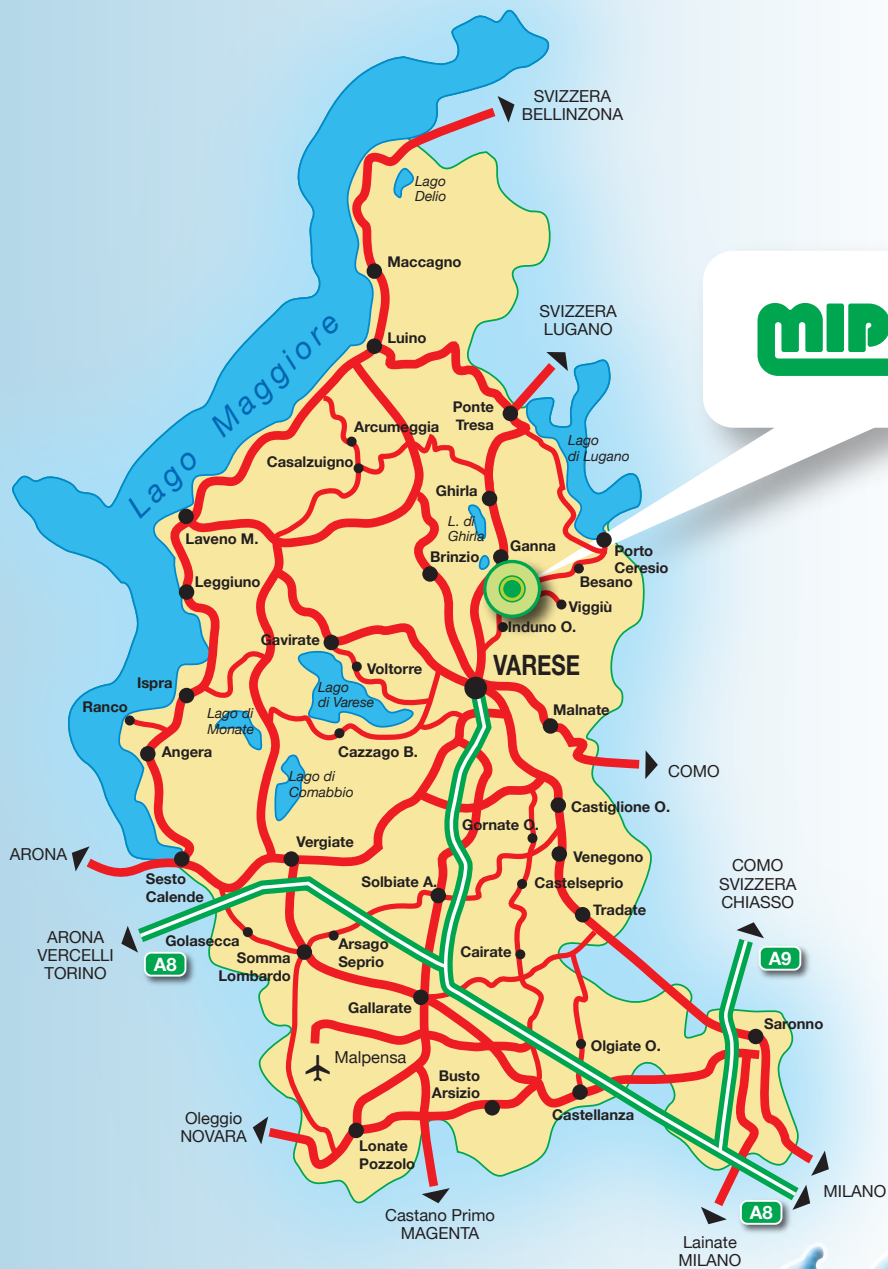 SVIZZERA
BELLINZONA
Lago
Delio
Maccagno
SVIZZERA
LUGANO
MIP
Luino
Lago Maggiore
Ponte
Tresa
Arcumeggia
Casalzuigno
Lago
di Lugano
Ghirla
L. di
Ghirla
Laveno M.
Ganna
Porto
Ceresio
Brinzio
Besano
Leggiuno
Viggiù
Induno O.
Gavirate
VARESE
Voltorre
Ispra
Lago
di Varese
Ranco
Lago di
Monate
Malnate
Angera
Cazzago B.
COMO
Lago di
Comabbio
Castiglione O.
Gornate O.
ARONA
Vergiate
Venegono
COMO
SVIZZERA
CHIASSO
Sesto
Calende
Solbiate A.
Castelseprio
Tradate
ARONA
VERCELLI
TORINO
Golasecca
Arsago
Seprio
Cairate
A8
Somma
Lombardo
A9
Gallarate
Saronno
Malpensa
Olgiate O.
Busto
Arsizio
Castellanza
Oleggio
NOVARA
Lonate
Pozzolo
MILANO
A8
Castano Primo
MAGENTA
Lainate
MILANO